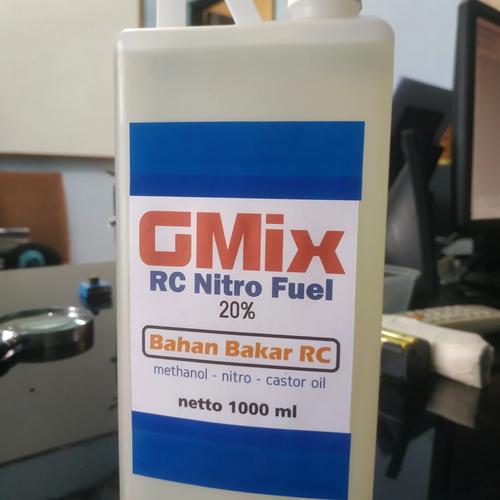 GMix
RC Nitro Fuel
20%
Bahan Bakar RC
methanol - nitro - castor oil
netto 1000 ml